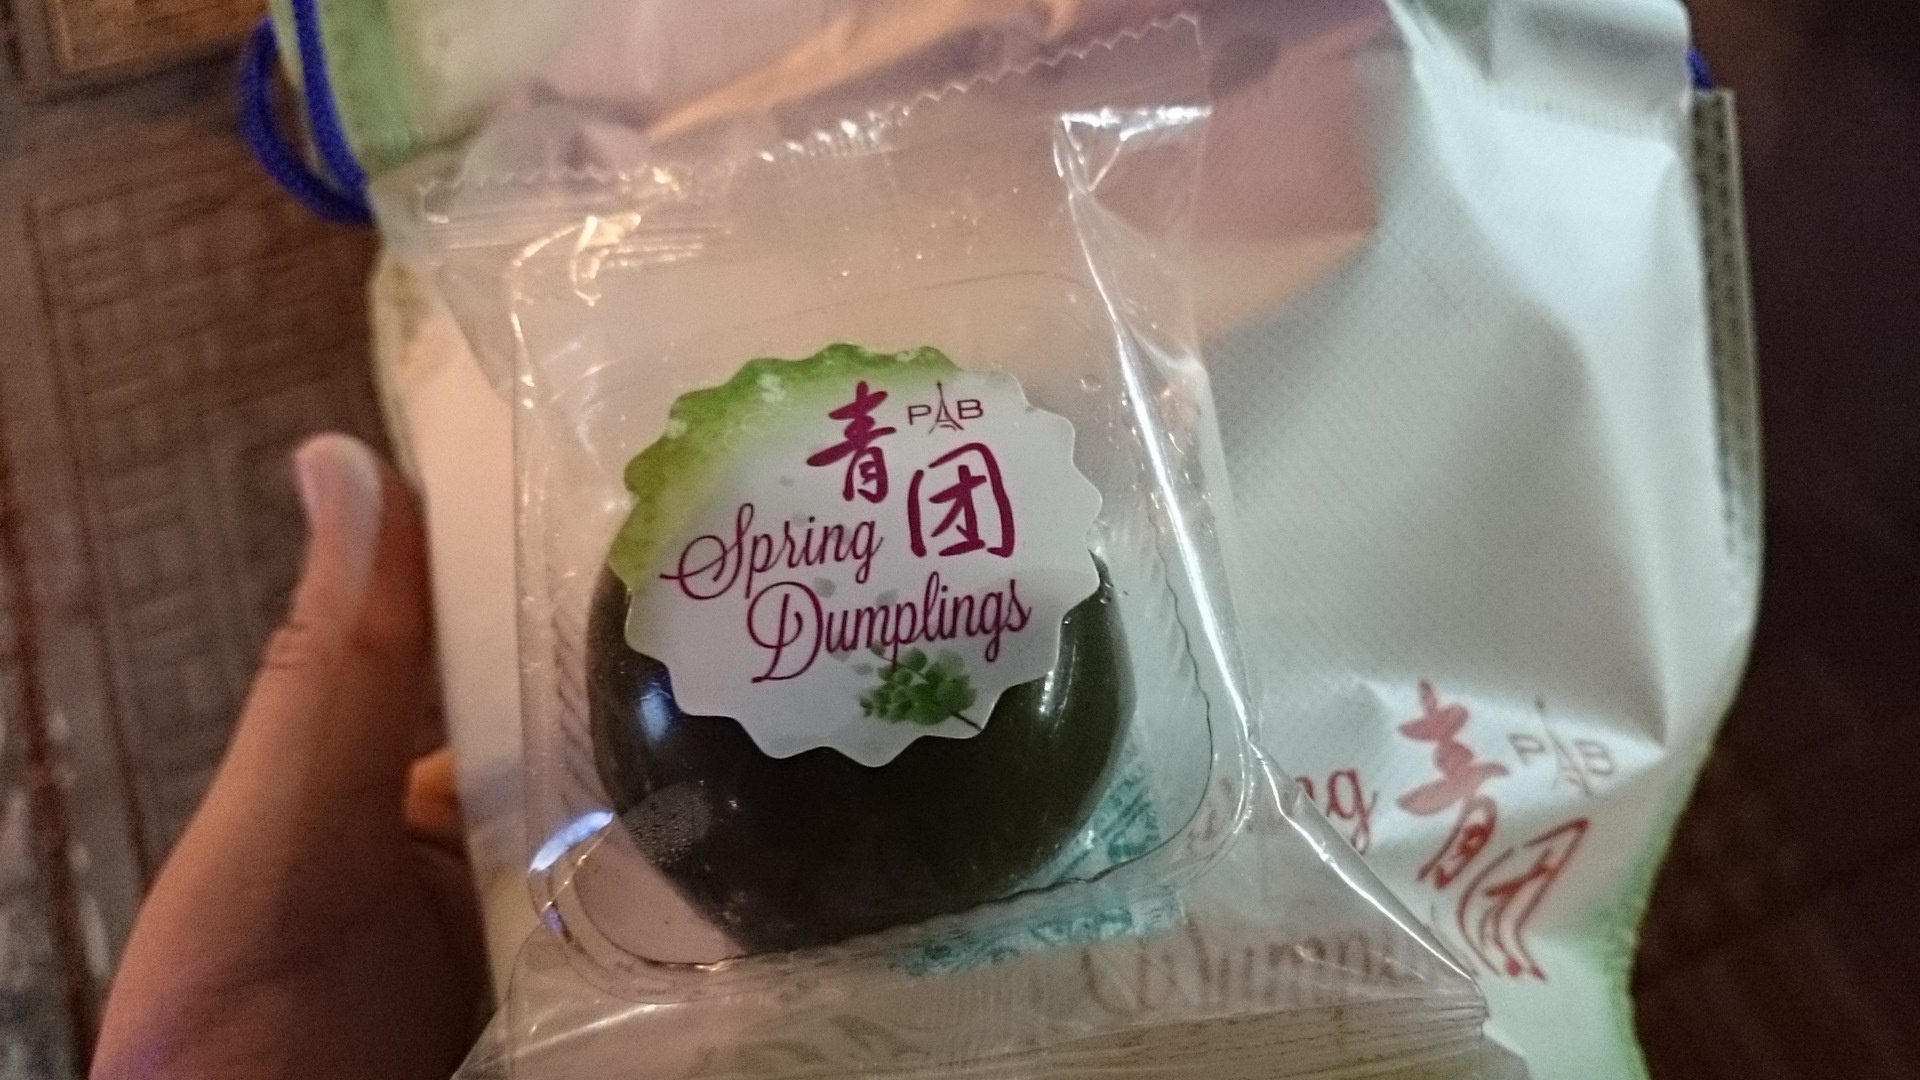 青团
PAB
Spring
Dumplings
青团
PAB